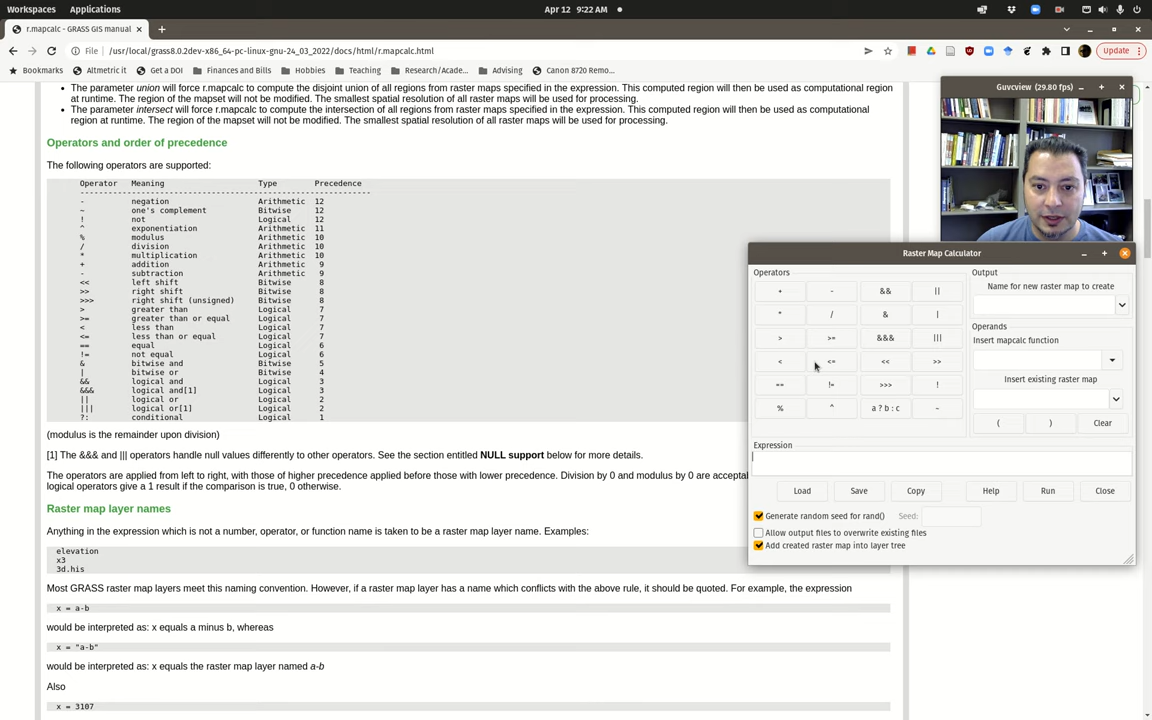 Workspaces Applications Apr 12 9:22 AM
r.mapcalc - GRASS GIS manual
File /usr/local/grass8.0.2dev-x86_64-pc-linux-gnu-24_03_2022/docs/html/r.mapcalc.html Update
Bookmarks Altmetric it Get a DOI Finances and Bills Hobbies Teaching Research/Acade... Advising Canon 8720 Remo...
• The parameter union will force r.mapcalc to compute the disjoint union of all regions from raster maps specified in the expression. This computed region will then be used as computational region
at runtime. The region of the mapset will not be modified. The smallest spatial resolution of all raster maps will be used for processing.
• The parameter intersect will force r.mapcalc to compute the intersection of all regions from raster maps specified in the expression. This computed region will then be used as computational
region at runtime. The region of the mapset will not be modified. The smallest spatial resolution of all raster maps will be used for processing.
Operators and order of precedence
The following operators are supported:
Operator Meaning Type Precedence
--------------------------------------------------------------
- negation Arithmetic 12
~ one's complement Bitwise 12
! not Logical 12
^ exponentiation Arithmetic 11
% modulus Arithmetic 10
/ division Arithmetic 10
* multiplication Arithmetic 10
+ addition Arithmetic 9
- subtraction Arithmetic 9
<< left shift Bitwise 8
>> right shift Bitwise 8
>>> right shift (unsigned) Bitwise 8
> greater than Logical 7
>= greater than or equal Logical 7
< less than Logical 7
<= less than or equal Logical 7
== equal Logical 6
!= not equal Logical 6
& bitwise and Bitwise 5
| bitwise or Bitwise 4
&& logical and Logical 3
&&& logical and[1] Logical 3
|| logical or Logical 2
||| logical or[1] Logical 2
?: conditional Logical 1
(modulus is the remainder upon division)
[1] The &&& and ||| operators handle null values differently to other operators. See the section entitled NULL support below for more details.
The operators are applied from left to right, with those of higher precedence applied before those with lower precedence. Division by 0 and modulus by 0 are accepta
logical operators give a 1 result if the comparison is true, 0 otherwise.
Raster map layer names
Anything in the expression which is not a number, operator, or function name is taken to be a raster map layer name. Examples:
elevation
x3
3d.his
Most GRASS raster map layers meet this naming convention. However, if a raster map layer has a name which conflicts with the above rule, it should be quoted. For example, the expression
x = a-b
would be interpreted as: x equals a minus b, whereas
x = "a-b"
would be interpreted as: x equals the raster map layer named a-b
Also
x = 3107
Guvcview (29.80 fps)
Raster Map Calculator
Operators Output
Name for new raster map to create
+ - && ||
* / & |
> >= &&& |||
< <= << >>
== != >>> !
% ^ a ? b : c ~
Operands
Insert mapcalc function
Insert existing raster map
( ) Clear
Expression
Load Save Copy Help Run Close
Generate random seed for rand() Seed:
Allow output files to overwrite existing files
Add created raster map into layer tree